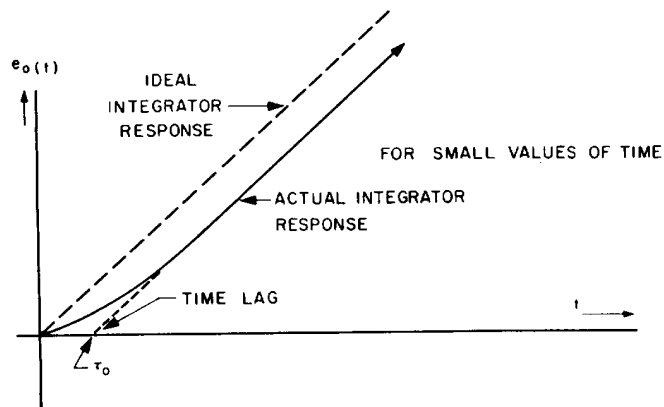 e₀(t)
IDEAL
INTEGRATOR
RESPONSE
FOR SMALL VALUES OF TIME
ACTUAL INTEGRATOR
RESPONSE
TIME LAG
t
τ₀